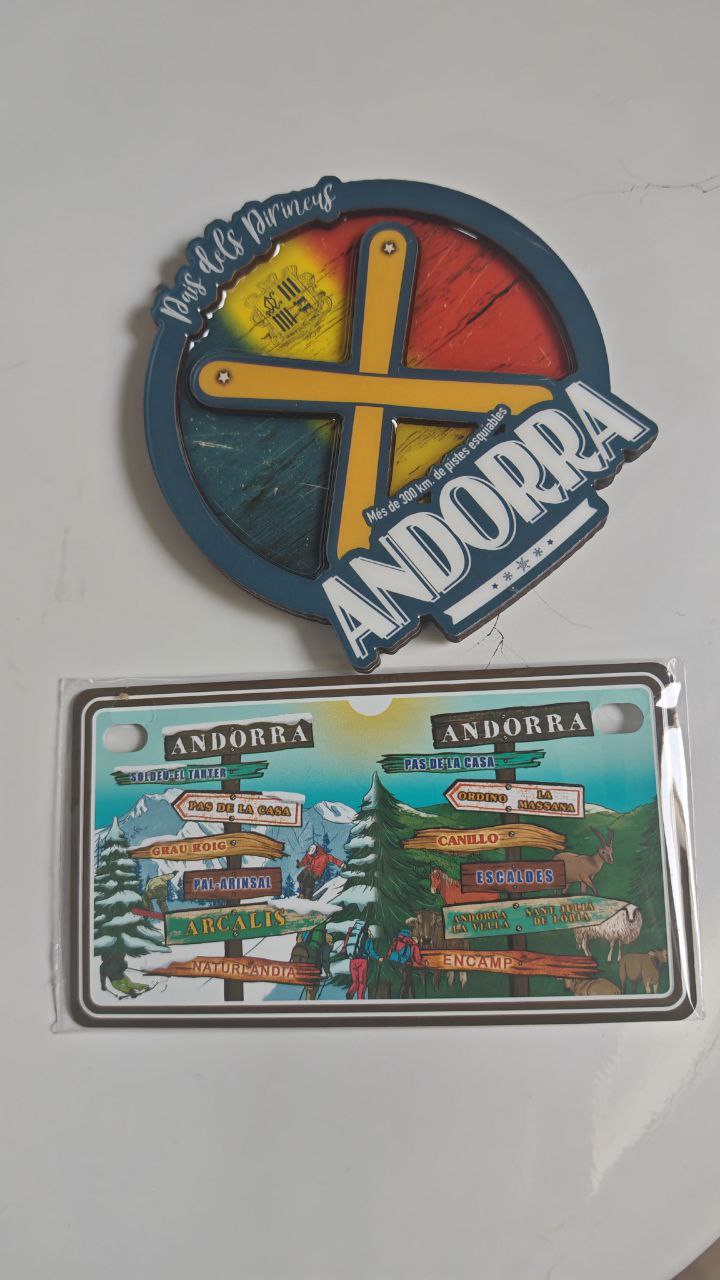 País dels Pirineus
Més de 300 km. de pistes esquiables
ANDORRA
ANDORRA
SOLDEU-EL TARTER
PAS DE LA CASA
GRAU ROIG
PAL-ARINSAL
ARCALIS
NATURLANDIA
ANDORRA
PAS DE LA CASA
ORDINO LA MASSANA
CANILLO
ESCALDES
ANDORRA LA VELLA SANT JULIA DE LORIA
ENCAMP